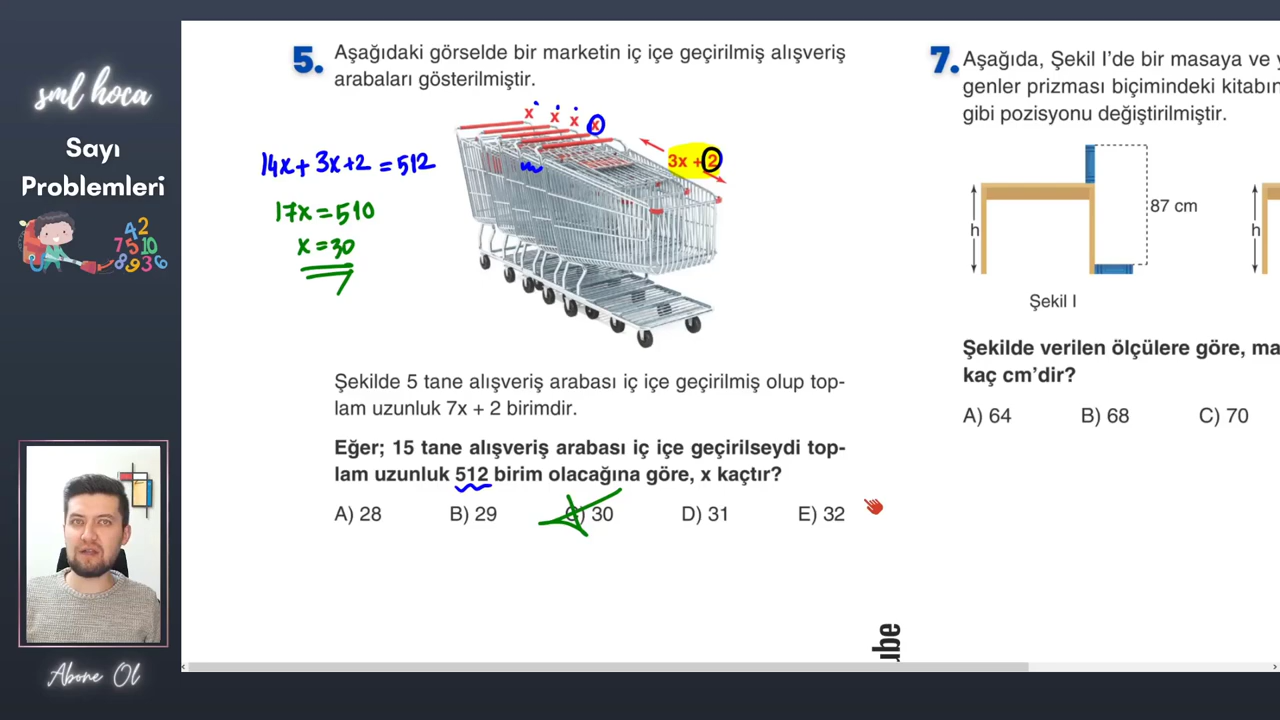 sml hoca
Sayı
Problemleri
42
7510
8936
Abone Ol
5.
Aşağıdaki görselde bir marketin iç içe geçirilmiş alışveriş
arabaları gösterilmiştir.
x x x x
3x + 2
14x + 3x + 2 = 512
17x = 510
x = 30
Şekilde 5 tane alışveriş arabası iç içe geçirilmiş olup top-
lam uzunluk 7x + 2 birimdir.
Eğer; 15 tane alışveriş arabası iç içe geçirilseydi top-
lam uzunluk 512 birim olacağına göre, x kaçtır?
A) 28 B) 29 C) 30 D) 31 E) 32
7.
Aşağıda, Şekil I’de bir masaya ve y
genler prizması biçimindeki kitabın
gibi pozisyonu değiştirilmiştir.
87 cm
h
h
Şekil I
Şekilde verilen ölçülere göre, ma
kaç cm’dir?
A) 64 B) 68 C) 70